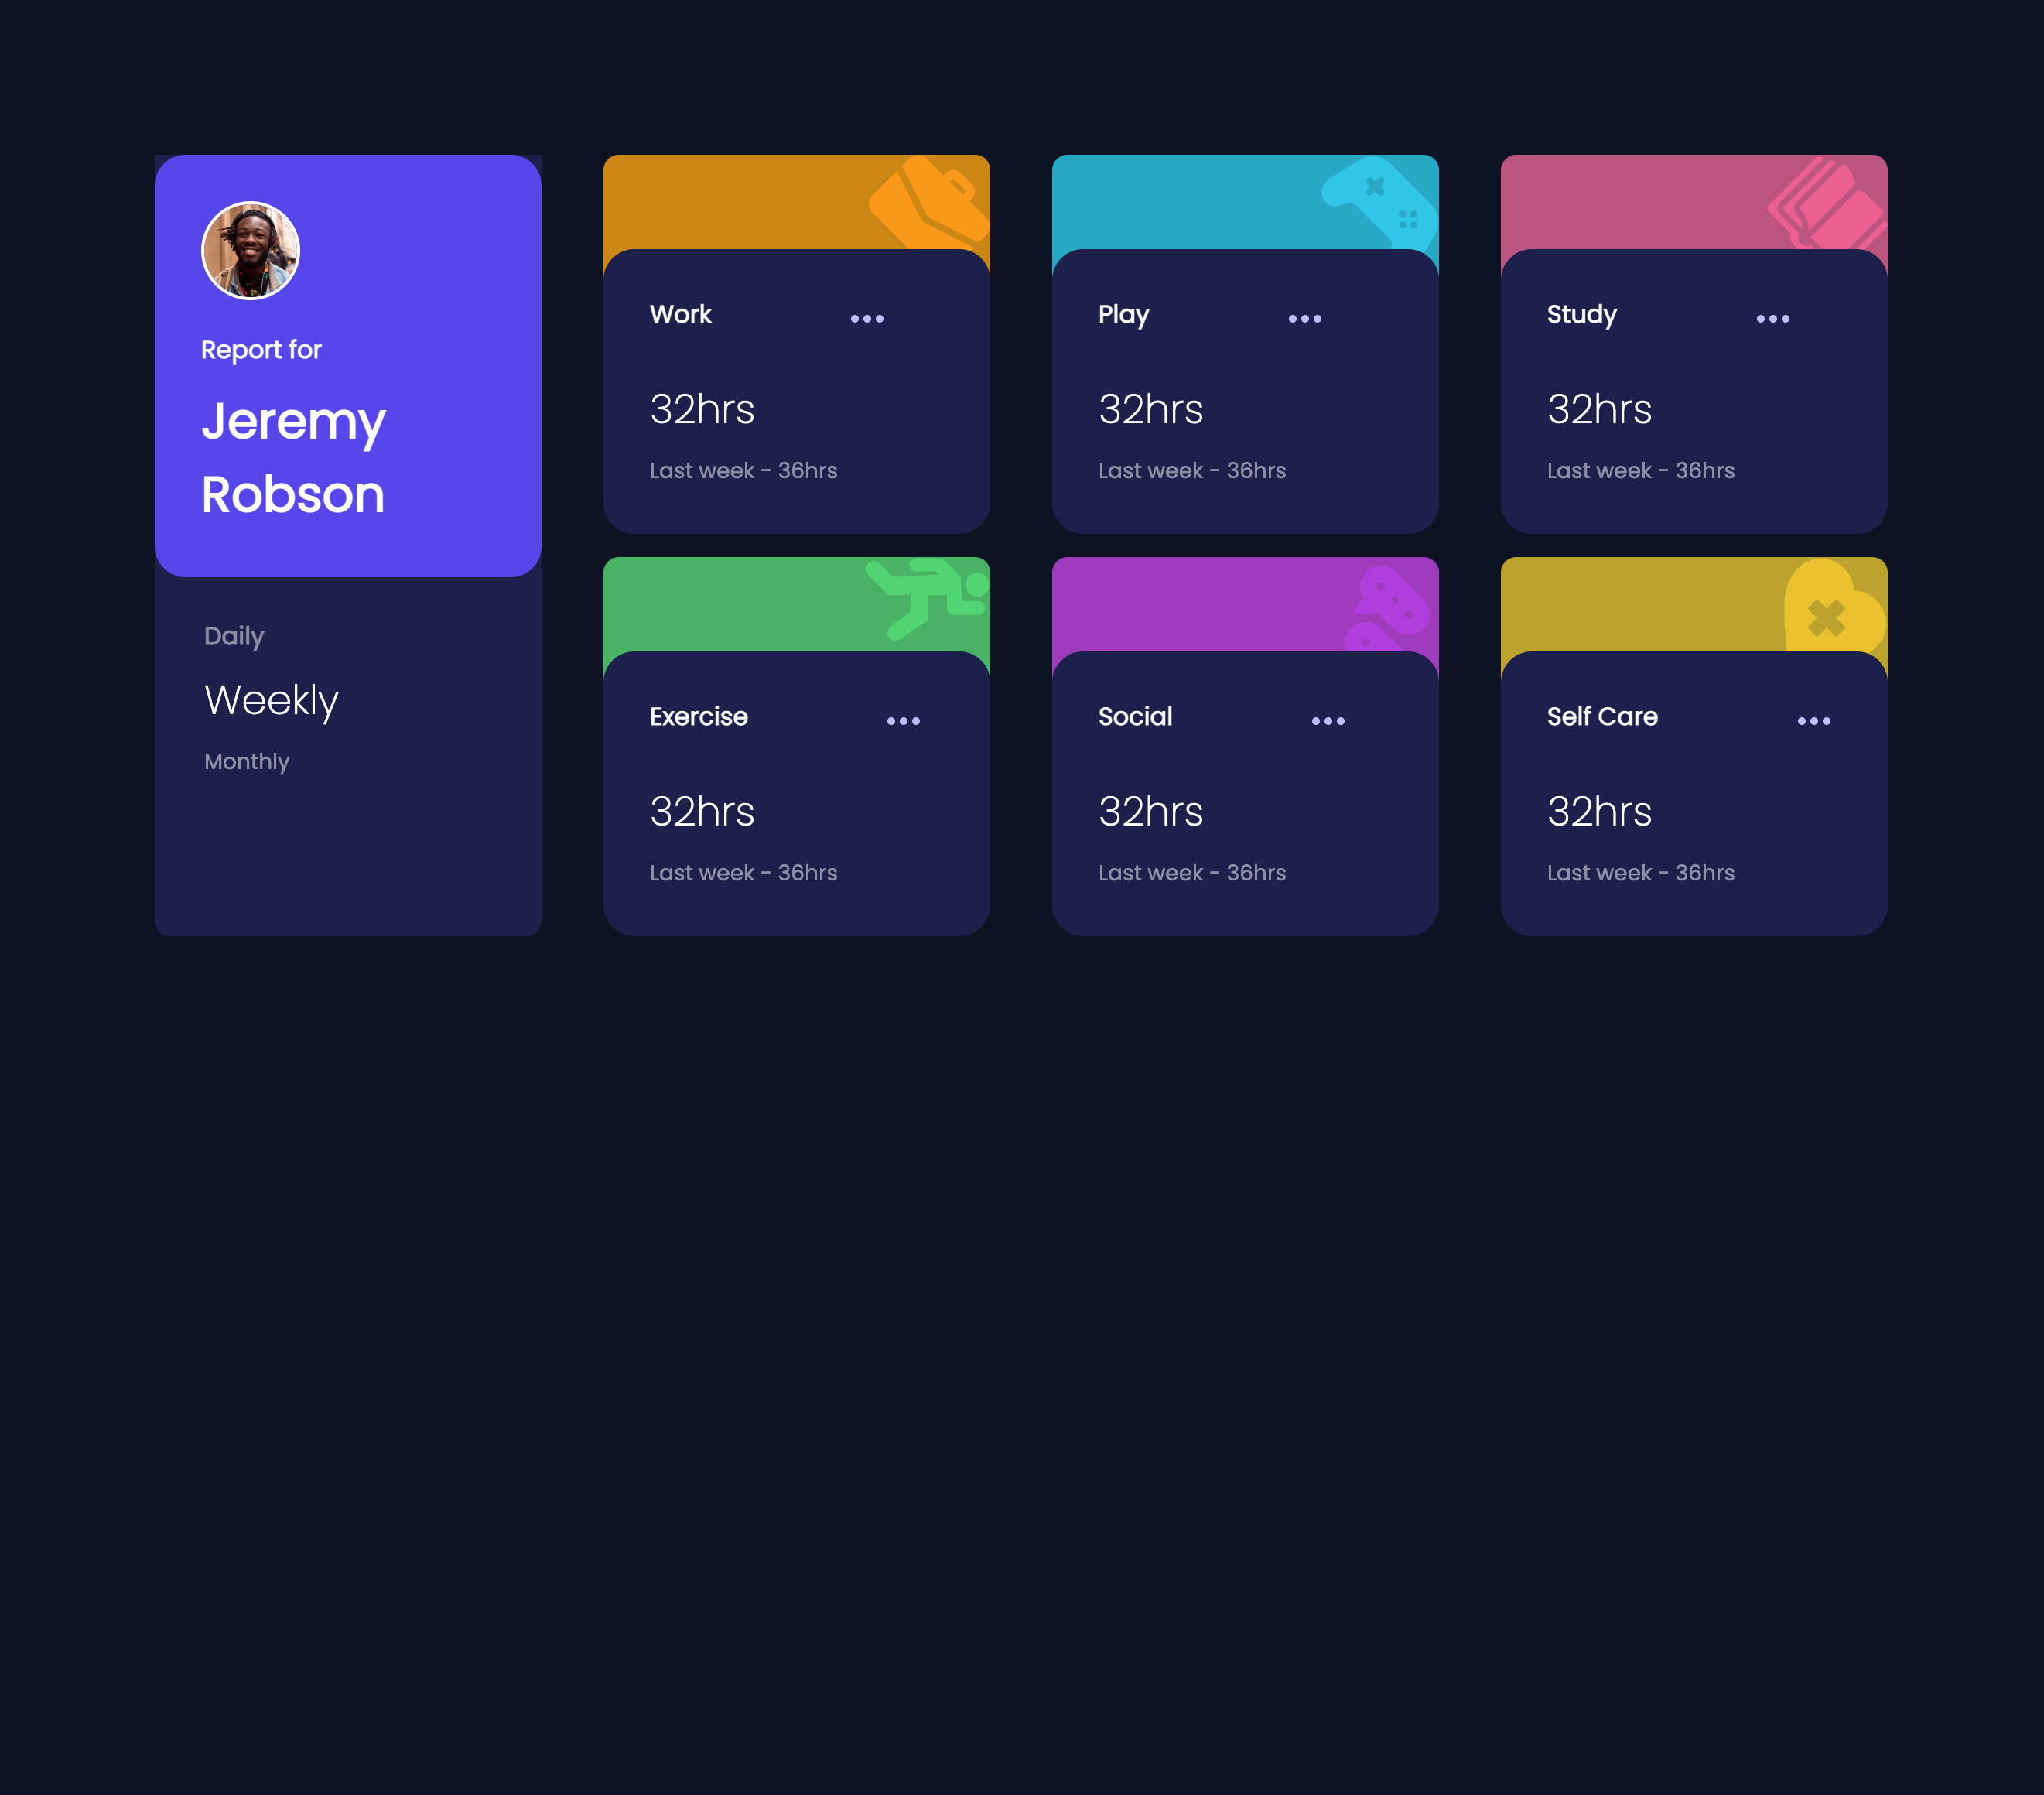 Report for
Jeremy
Robson
Daily
Weekly
Monthly
Work
32hrs
Last week - 36hrs
Play
32hrs
Last week - 36hrs
Study
32hrs
Last week - 36hrs
Exercise
32hrs
Last week - 36hrs
Social
32hrs
Last week - 36hrs
Self Care
32hrs
Last week - 36hrs